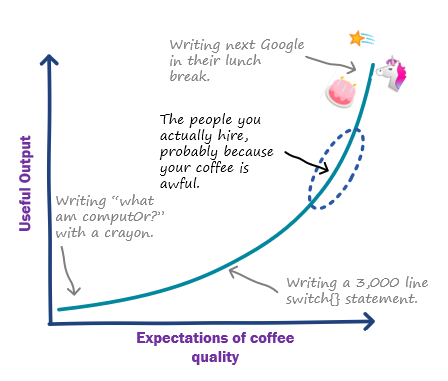 Writing next Google
in their lunch
break.
The people you
actually hire,
probably because
your coffee is
awful.
Writing “what
am computOr?”
with a crayon.
Writing a 3,000 line
switch{} statement.
Useful Output
Expectations of coffee
quality